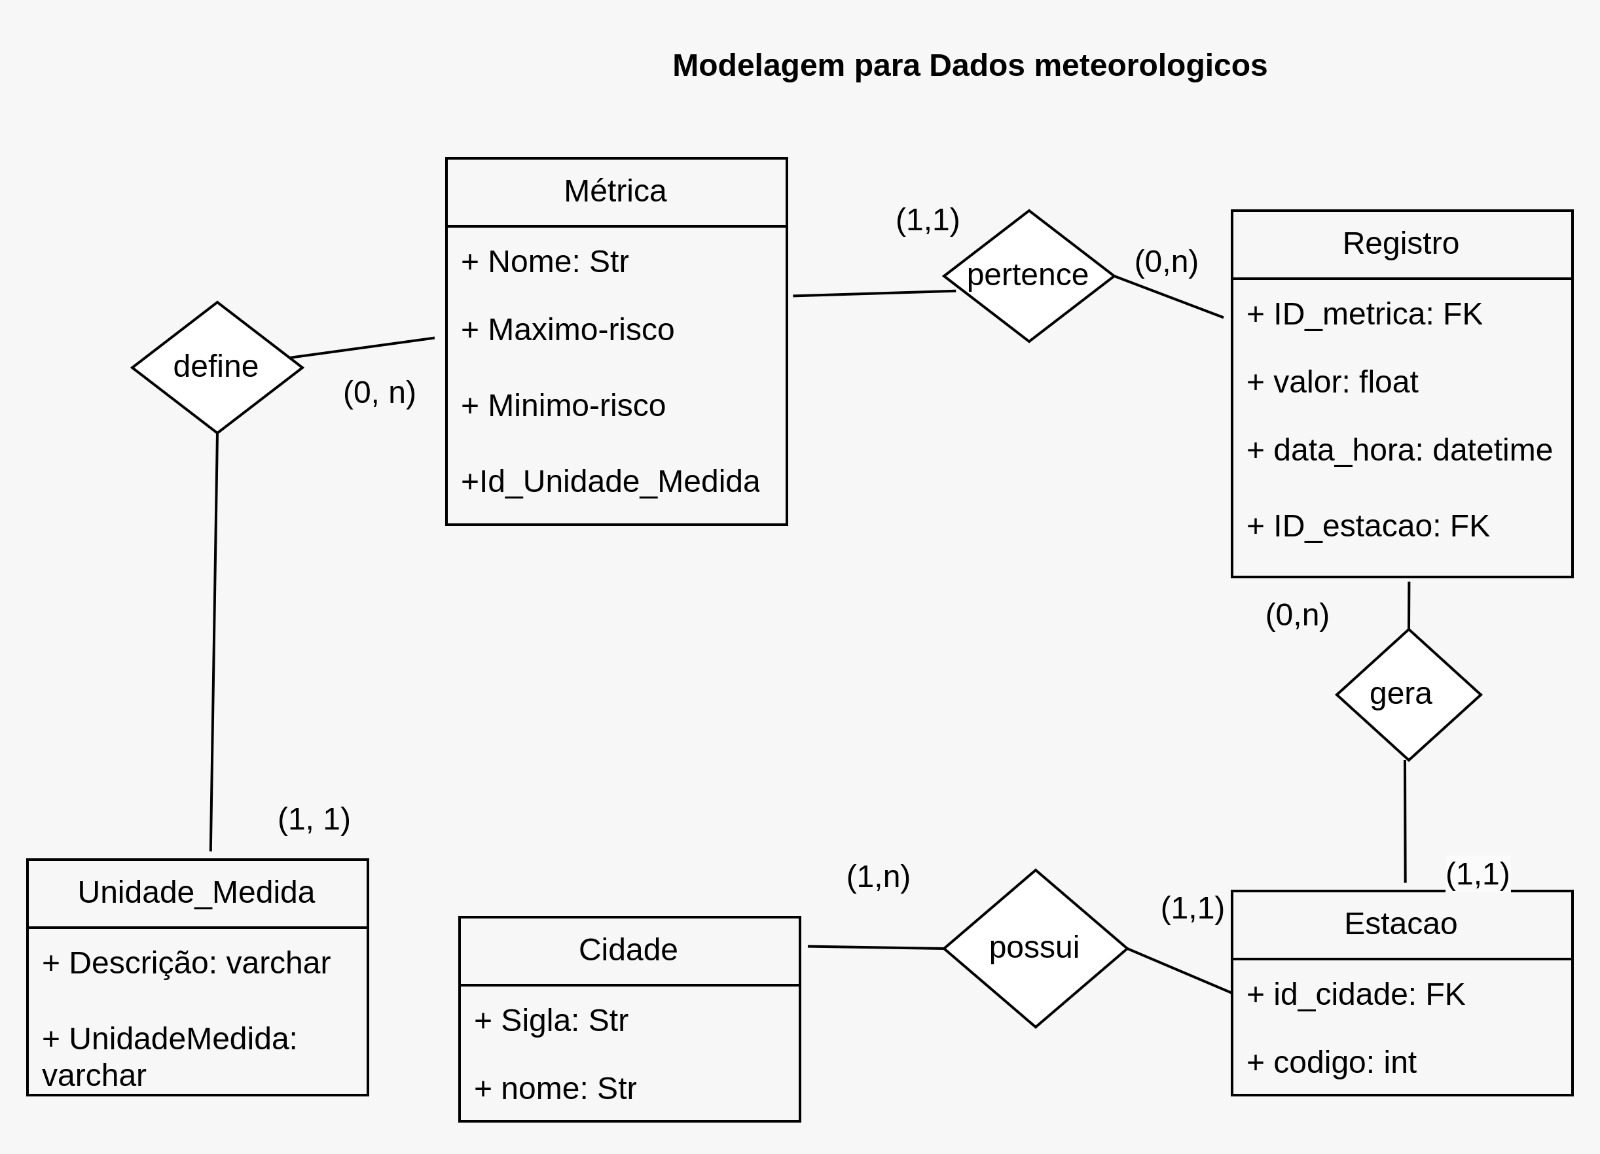 Modelagem para Dados meteorologicos
Métrica
+ Nome: Str
+ Maximo-risco
+ Minimo-risco
+Id_Unidade_Medida
(1,1)
pertence
(0,n)
Registro
+ ID_metrica: FK
+ valor: float
+ data_hora: datetime
+ ID_estacao: FK
define
(0, n)
(0,n)
gera
(1, 1)
(1,1)
Unidade_Medida
+ Descrição: varchar
+ UnidadeMedida:
varchar
Cidade
+ Sigla: Str
+ nome: Str
(1,n)
possui
(1,1)
Estacao
+ id_cidade: FK
+ codigo: int